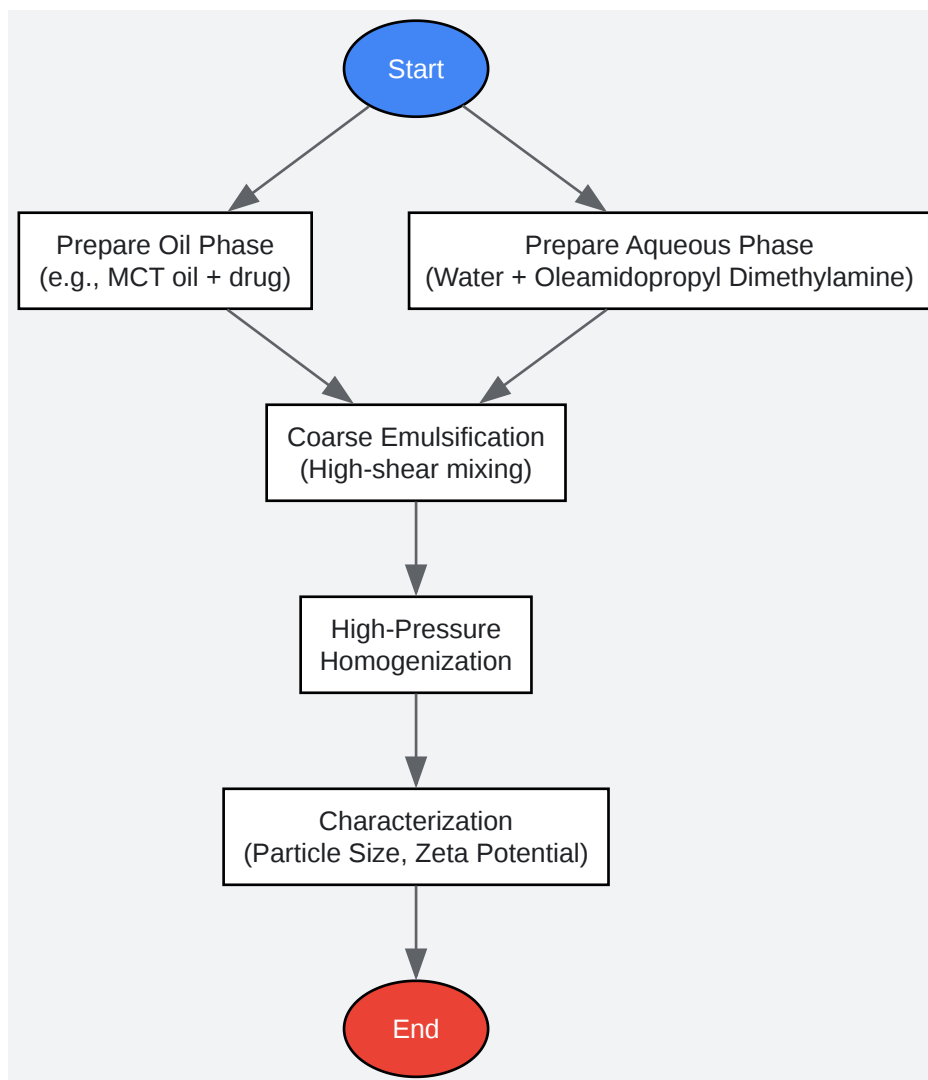 Start
Prepare Oil Phase
(e.g., MCT oil + drug)
Prepare Aqueous Phase
(Water + Oleamidopropyl Dimethylamine)
Coarse Emulsification
(High-shear mixing)
High-Pressure
Homogenization
Characterization
(Particle Size, Zeta Potential)
End